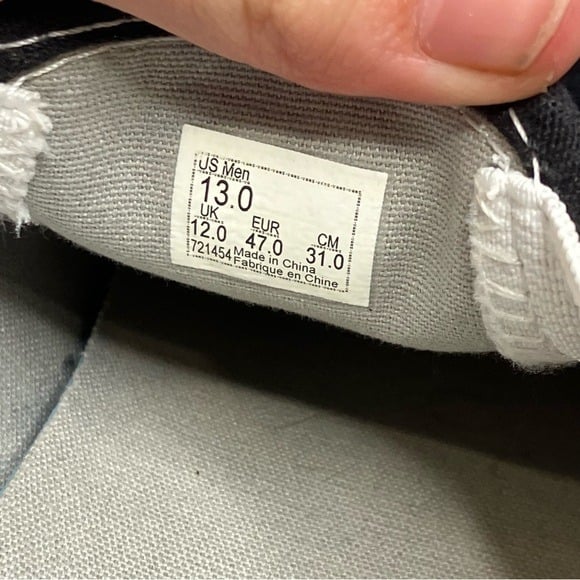 US Men
13.0
UK EUR CM
12.0 47.0 31.0
721454 Made in China
Fabrique en Chine